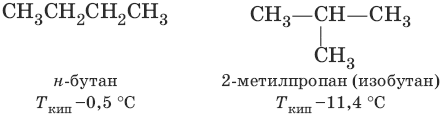 CH₃CH₂CH₂CH₃
CH₃—CH—CH₃
|
CH₃
н-бутан
2-метилпропан (изобутан)
Tкип −0,5 °C
Tкип −11,4 °C